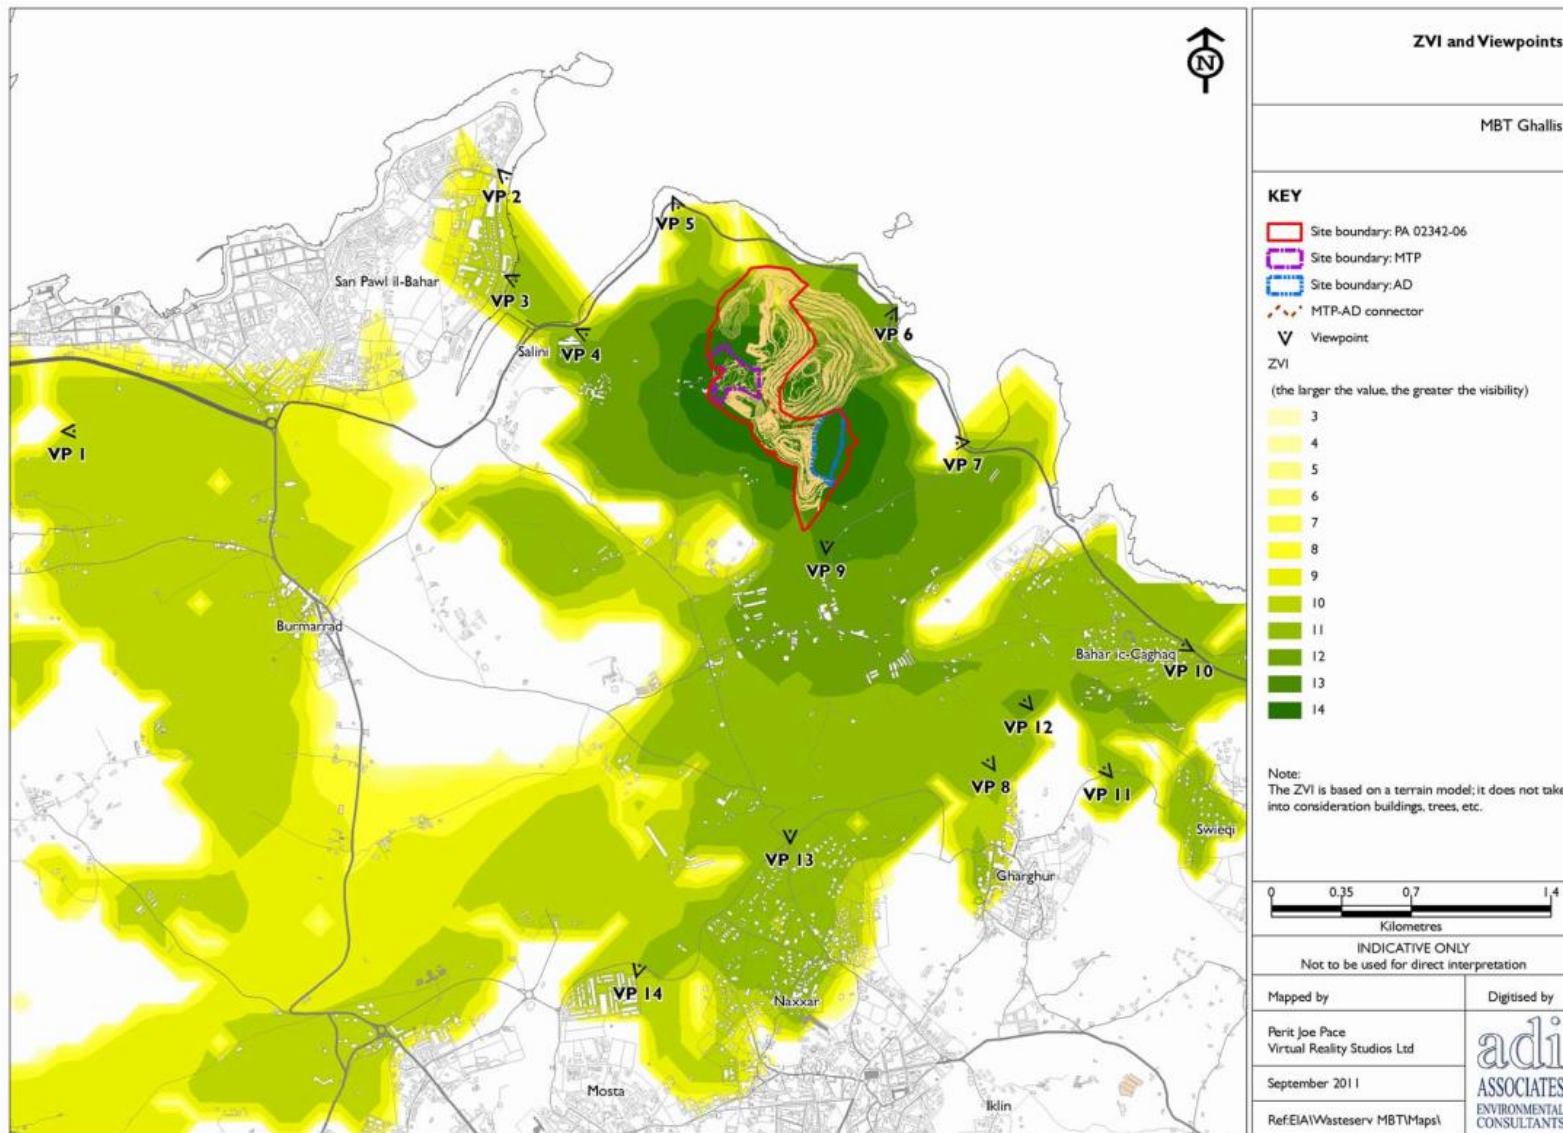 N
VP 2
VP 5
San Pawl il-Bahar
VP 3
VP 6
Salini
VP 4
VP 1
VP 7
VP 9
Burmarrad
Bahar ic-Caghaq
VP 10
VP 12
VP 8
VP 11
Swieqi
VP 13
Gharghur
VP 14
Naxxar
Mosta
Iklin
ZVI and Viewpoints
MBT Ghallis
KEY
Site boundary: PA 02342-06
Site boundary: MTP
Site boundary: AD
MTP-AD connector
Viewpoint
ZVI
(the larger the value, the greater the visibility)
3
4
5
6
7
8
9
10
11
12
13
14
Note:
The ZVI is based on a terrain model; it does not take
into consideration buildings, trees, etc.
0 0.35 0.7 1.4
Kilometres
INDICATIVE ONLY
Not to be used for direct interpretation
Mapped by
Digitised by
Perit Joe Pace
Virtual Reality Studios Ltd
September 2011
Ref:EIA\Wasteserv MBT\Maps\
adi
ASSOCIATES
ENVIRONMENTAL
CONSULTANTS